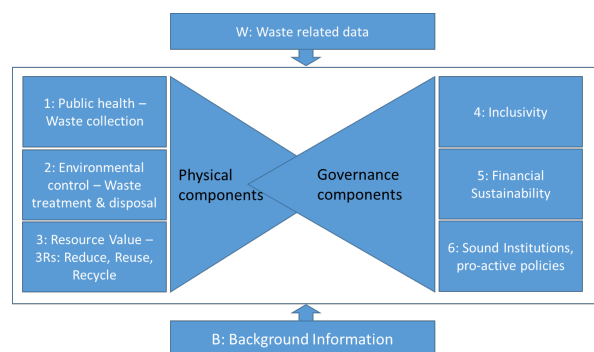 W: Waste related data
1: Public health –
Waste collection
2: Environmental
control – Waste
treatment & disposal
3: Resource Value –
3Rs: Reduce, Reuse,
Recycle
Physical
components
Governance
components
4: Inclusivity
5: Financial
Sustainability
6: Sound Institutions,
pro-active policies
B: Background Information